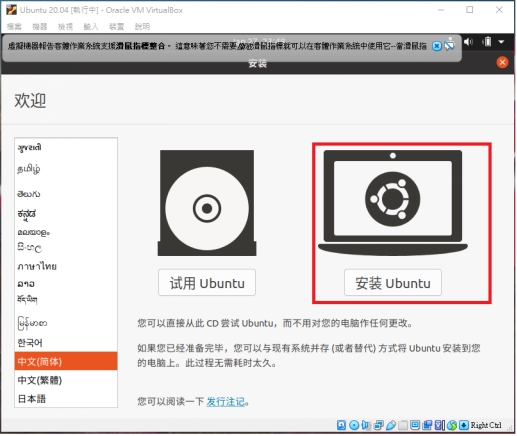 Ubuntu 20.04 [執行中] - Oracle VM VirtualBox
檔案 機器 檢視 輸入 裝置 說明
虛擬機器報告客體作業系統支援滑鼠指標整合。這意味著您不需要
滑鼠指標就可以在客體作業系統中使用它--當滑鼠指
安装
欢迎
ગુજરાતી
தமிழ்
తెలుగు
ಕನ್ನಡ
മലയാളം
සිංහල
ภาษาไทย
ລາວ
རྫོང་ཁ
မြန်မာစာ
한국어
中文(简体)
中文(繁體)
日本語
试用 Ubuntu
安装 Ubuntu
您可以直接从此 CD 尝试 Ubuntu，而不用对您的电脑作任何更改。
如果您已经准备完毕，您可以与现有系统并存 (或者替代) 方式将 Ubuntu 安装到您
的电脑上。此过程无需耗时太久。
您可以阅读一下 发行注记。
Right Ctrl